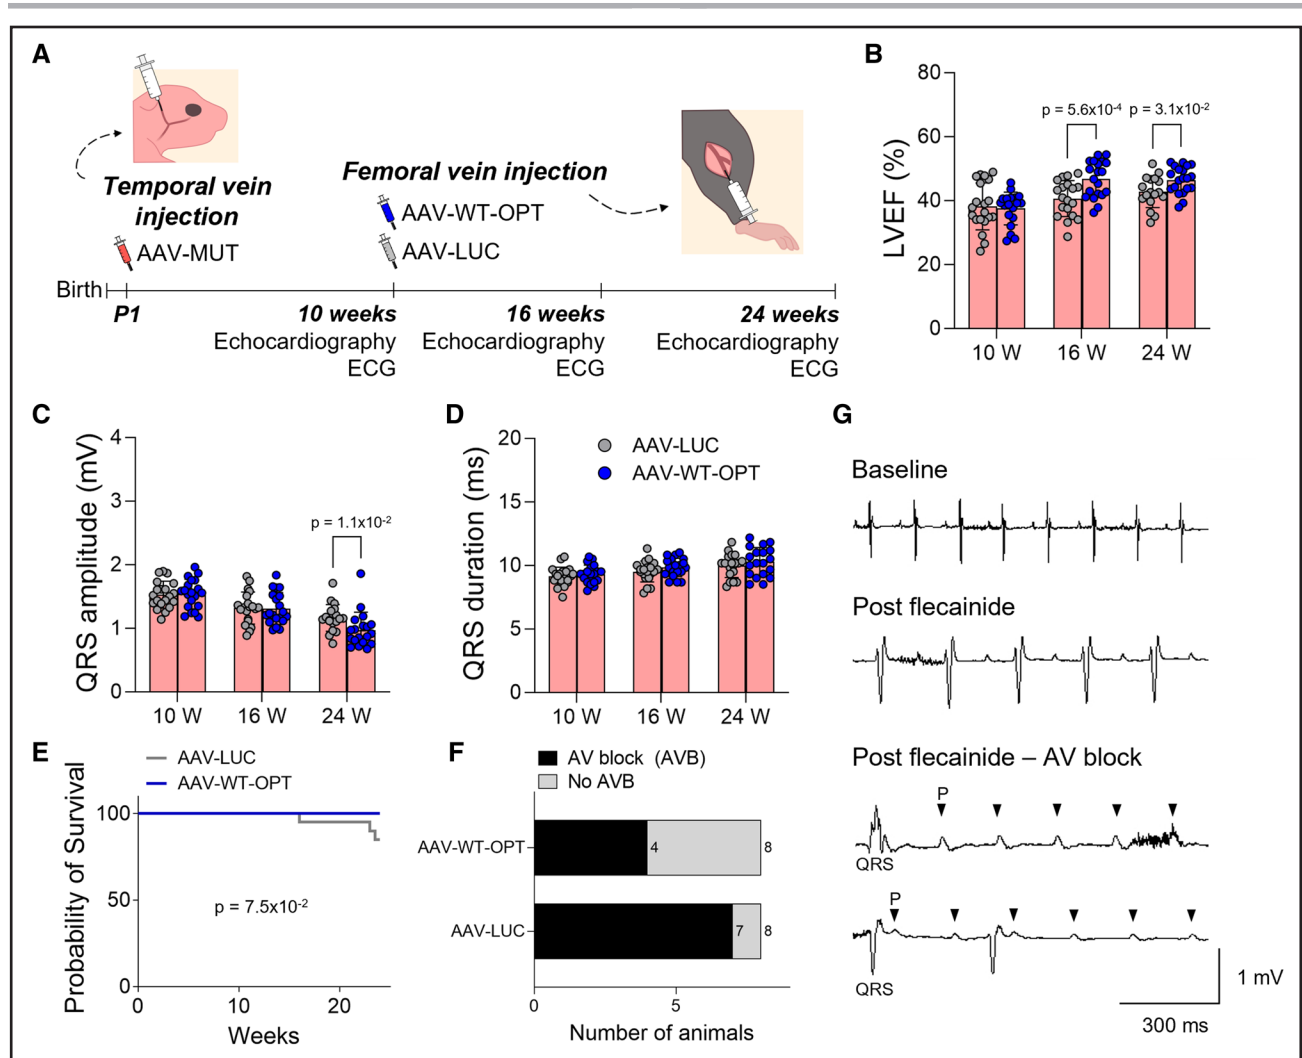 A
Temporal vein
injection
AAV-MUT
Femoral vein injection
AAV-WT-OPT
AAV-LUC
Birth
P1
10 weeks
Echocardiography
ECG
16 weeks
Echocardiography
ECG
24 weeks
Echocardiography
ECG
B
LVEF (%)
80
60
40
20
0
p = 5.6x10-4
p = 3.1x10-2
10 W
16 W
24 W
C
QRS amplitude (mV)
4
3
2
1
0
p = 1.1x10-2
10 W
16 W
24 W
D
QRS duration (ms)
20
15
10
5
0
AAV-LUC
AAV-WT-OPT
10 W
16 W
24 W
E
AAV-LUC
AAV-WT-OPT
Probability of Survival
100
50
0
p = 7.5x10-2
0
10
20
Weeks
F
AV block (AVB)
No AVB
AAV-WT-OPT
4
8
AAV-LUC
7
8
0
5
Number of animals
G
Baseline
Post flecainide
Post flecainide – AV block
P
QRS
P
QRS
1 mV
300 ms